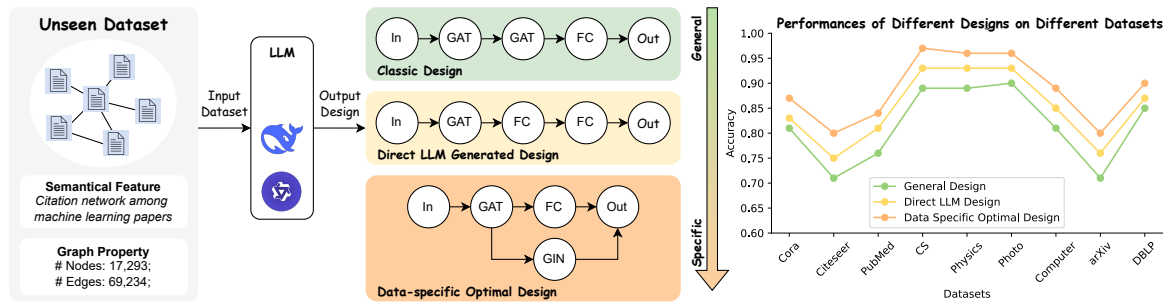 Unseen Dataset
Semantical Feature
Citation network among
machine learning papers
Graph Property
# Nodes: 17,293;
# Edges: 69,234;
Input
Dataset
LLM
Output
Design
In
GAT
GAT
FC
Out
Classic Design
In
GAT
FC
FC
Out
Direct LLM Generated Design
In
GAT
FC
Out
GIN
Data-specific Optimal Design
General
Specific
Performances of Different Designs on Different Datasets
Accuracy
1.00
0.95
0.90
0.85
0.80
0.75
0.70
0.65
0.60
General Design
Direct LLM Design
Data Specific Optimal Design
Cora
Citeseer
PubMed
CS
Physics
Photo
Computer
arXiv
DBLP
Datasets